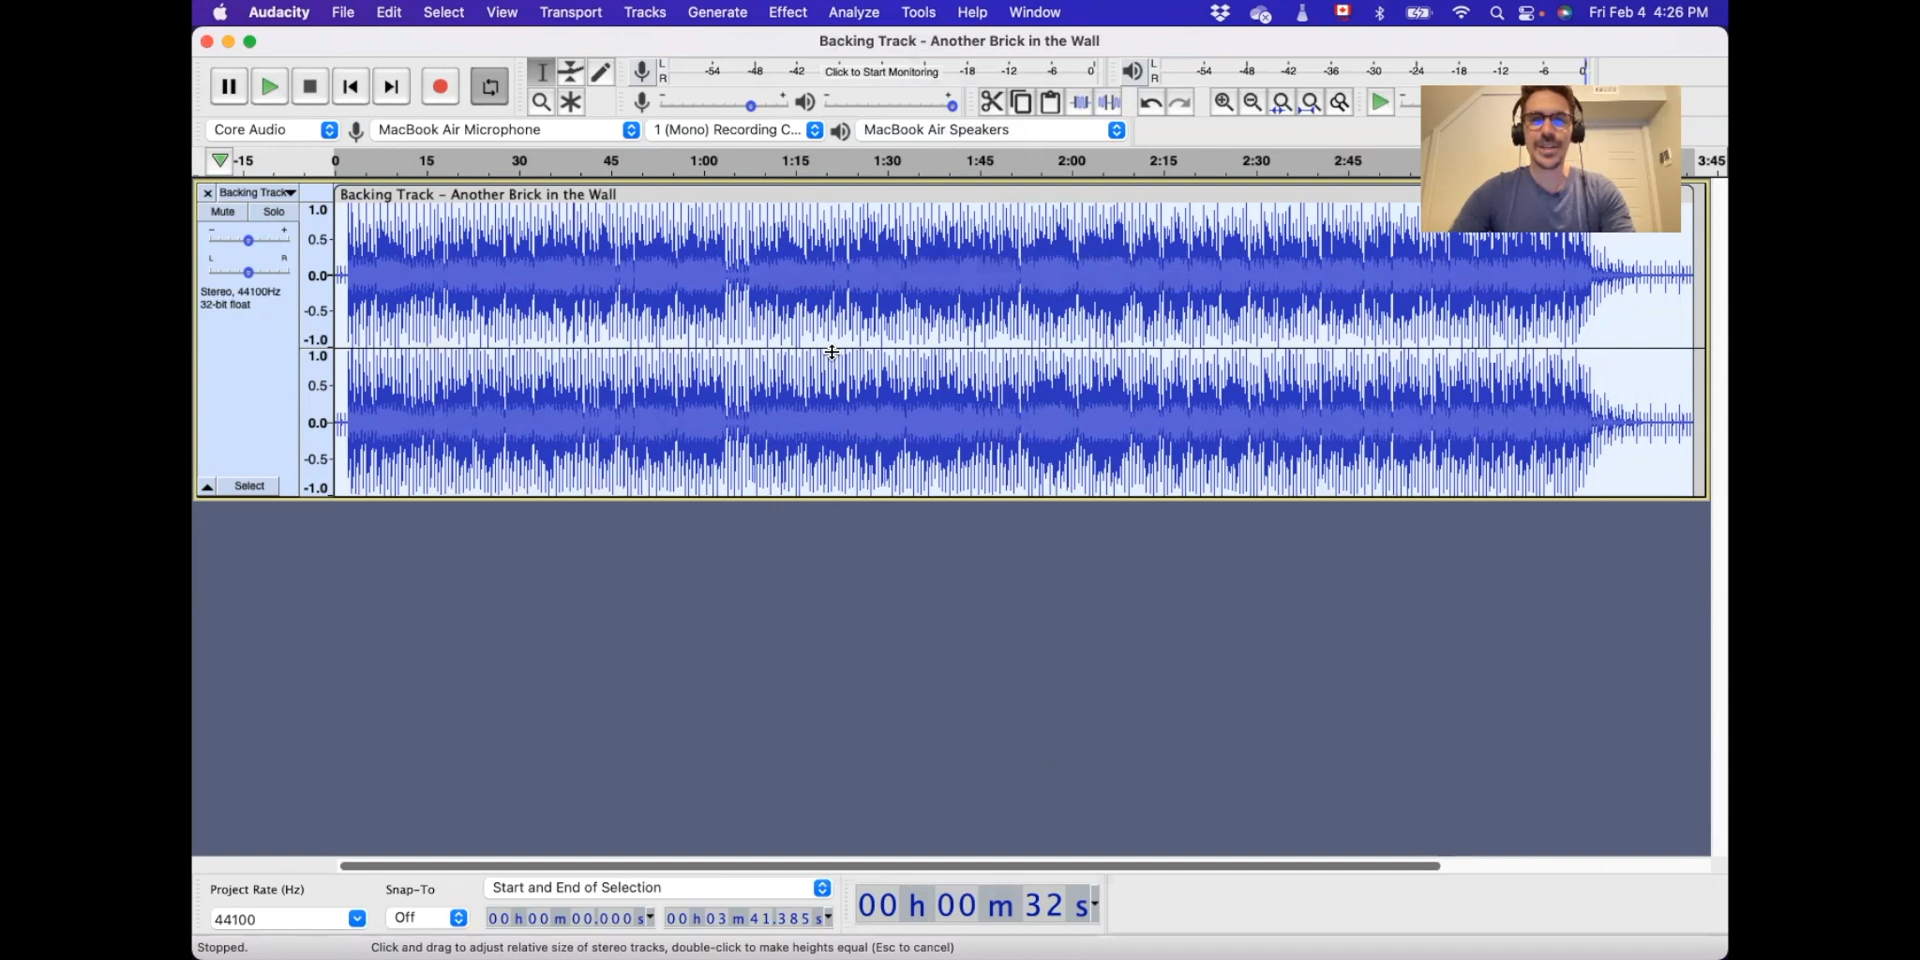 Audacity File Edit Select View Transport Tracks Generate Effect Analyze Tools Help Window Fri Feb 4 4:26 PM
Backing Track - Another Brick in the Wall
L -54 -48 -42 Click to Start Monitoring -18 -12 -6 0 L -54 -48 -42 -36 -30 -24 -18 -12 -6 0
R R
- + - +
Core Audio MacBook Air Microphone 1 (Mono) Recording C... MacBook Air Speakers
-15 0 15 30 45 1:00 1:15 1:30 1:45 2:00 2:15 2:30 2:45 3:45
Backing Track Backing Track - Another Brick in the Wall
Mute Solo 1.0
- + 0.5
L R 0.0
Stereo, 44100Hz
32-bit float
-0.5
-1.0
1.0
0.5
0.0
-0.5
Select -1.0
Project Rate (Hz) Snap-To Start and End of Selection
44100 Off 00 h 00 m 00.000 s 00 h 03 m 41.385 s 00 h 00 m 32 s
Stopped. Click and drag to adjust relative size of stereo tracks, double-click to make heights equal (Esc to cancel)